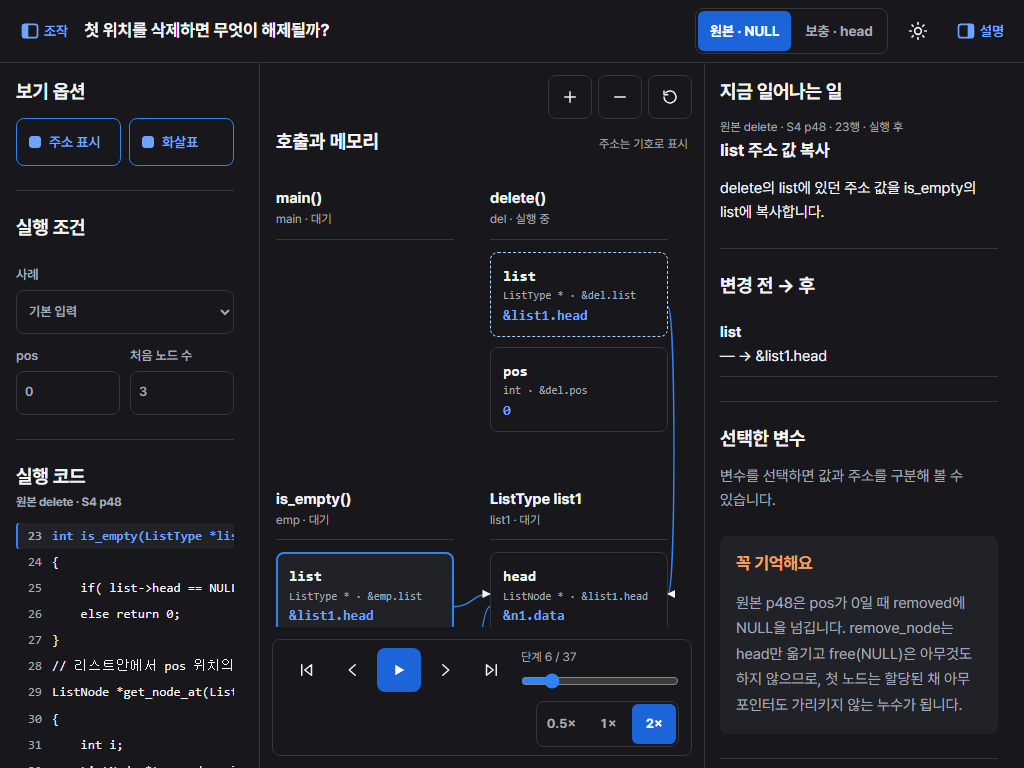 조작
첫 위치를 삭제하면 무엇이 해제될까?
원본 · NULL
보충 · head
설명
보기 옵션
주소 표시
화살표
실행 조건
사례
기본 입력
pos
처음 노드 수
0
3
실행 코드
원본 delete · S4 p48
23 int is_empty(ListType *lis
24 {
25 if( list->head == NULL
26 else return 0;
27 }
28 // 리스트안에서 pos 위치의
29 ListNode *get_node_at(List
30 {
31 int i;
+
−
호출과 메모리
주소는 기호로 표시
main()
main · 대기
delete()
del · 실행 중
list
ListType * · &del.list
&list1.head
pos
int · &del.pos
0
is_empty()
emp · 대기
ListType list1
list1 · 대기
list
ListType * · &emp.list
&list1.head
head
ListNode * · &list1.head
&n1.data
단계 6 / 37
0.5×
1×
2×
지금 일어나는 일
원본 delete · S4 p48 · 23행 · 실행 후
list 주소 값 복사
delete의 list에 있던 주소 값을 is_empty의
list에 복사합니다.
변경 전 → 후
list
— → &list1.head
선택한 변수
변수를 선택하면 값과 주소를 구분해 볼 수
있습니다.
꼭 기억해요
원본 p48은 pos가 0일 때 removed에
NULL을 넘깁니다. remove_node는
head만 옮기고 free(NULL)은 아무것도
하지 않으므로, 첫 노드는 할당된 채 아무
포인터도 가리키지 않는 누수가 됩니다.